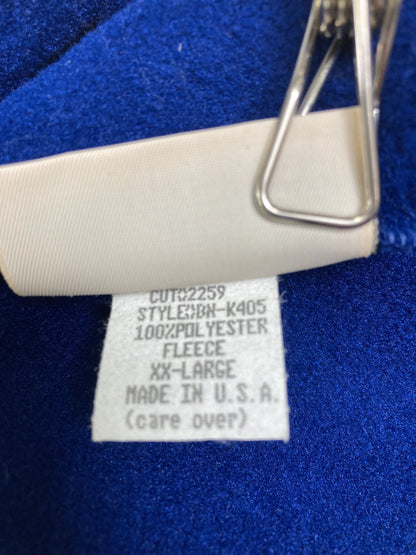 CUT#2259
STYLE#BN-K405
100%POLYESTER
FLEECE
XX-LARGE
MADE IN U.S.A.
(care over)